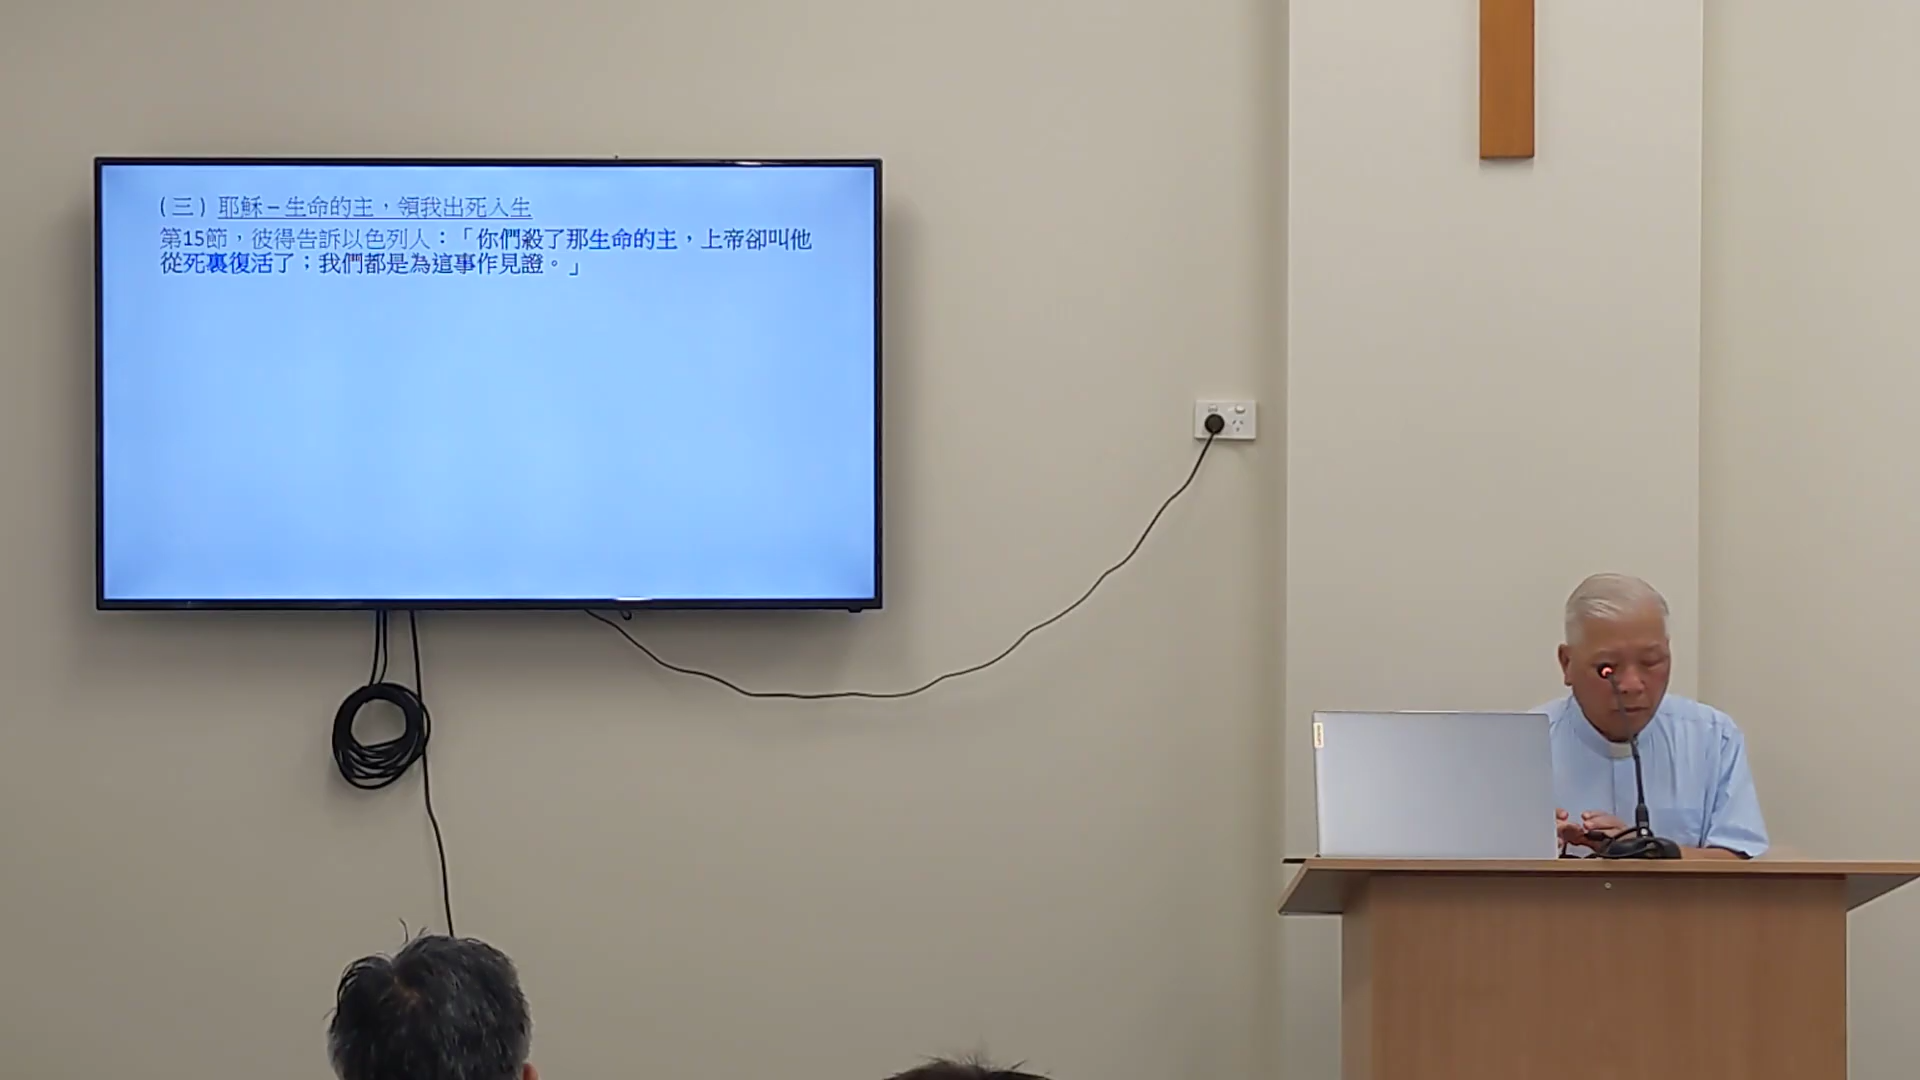 (三) 耶穌 – 生命的主，領我出死入生
第15節，彼得告訴以色列人：「你們殺了那生命的主，上帝卻叫他
從死裏復活了；我們都是為這事作見證。」